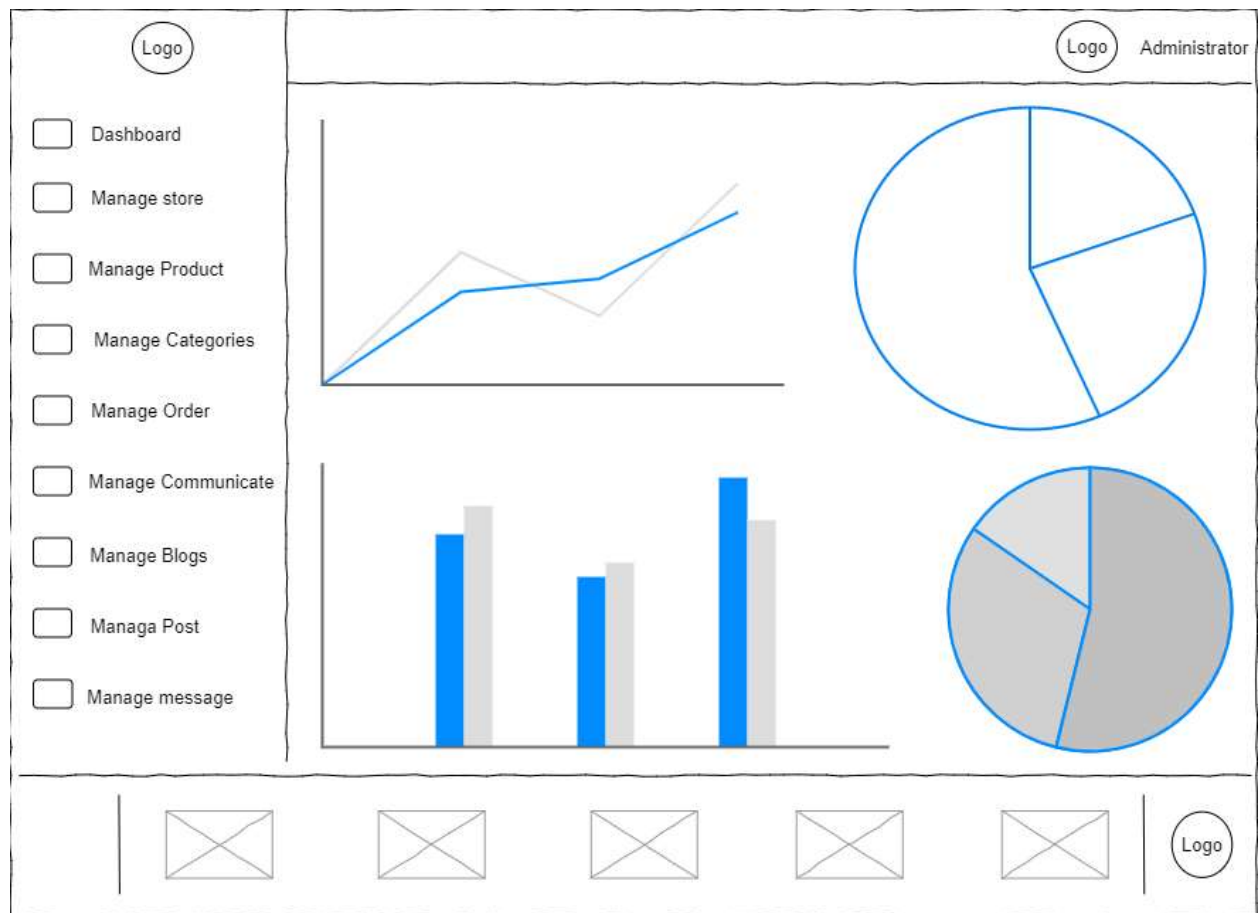 Logo
Logo
Administrator
Dashboard
Manage store
Manage Product
Manage Categories
Manage Order
Manage Communicate
Manage Blogs
Managa Post
Manage message
Logo